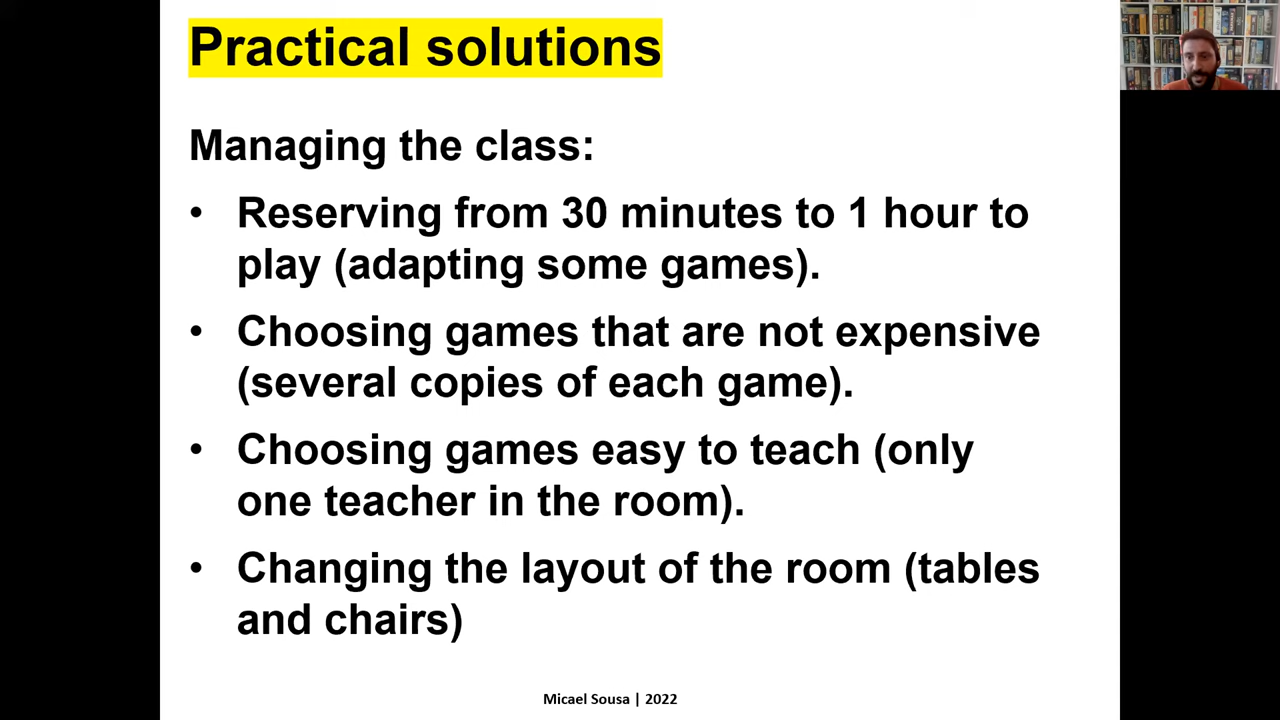 Practical solutions
Managing the class:
• Reserving from 30 minutes to 1 hour to
play (adapting some games).
• Choosing games that are not expensive
(several copies of each game).
• Choosing games easy to teach (only
one teacher in the room).
• Changing the layout of the room (tables
and chairs)
Micael Sousa | 2022